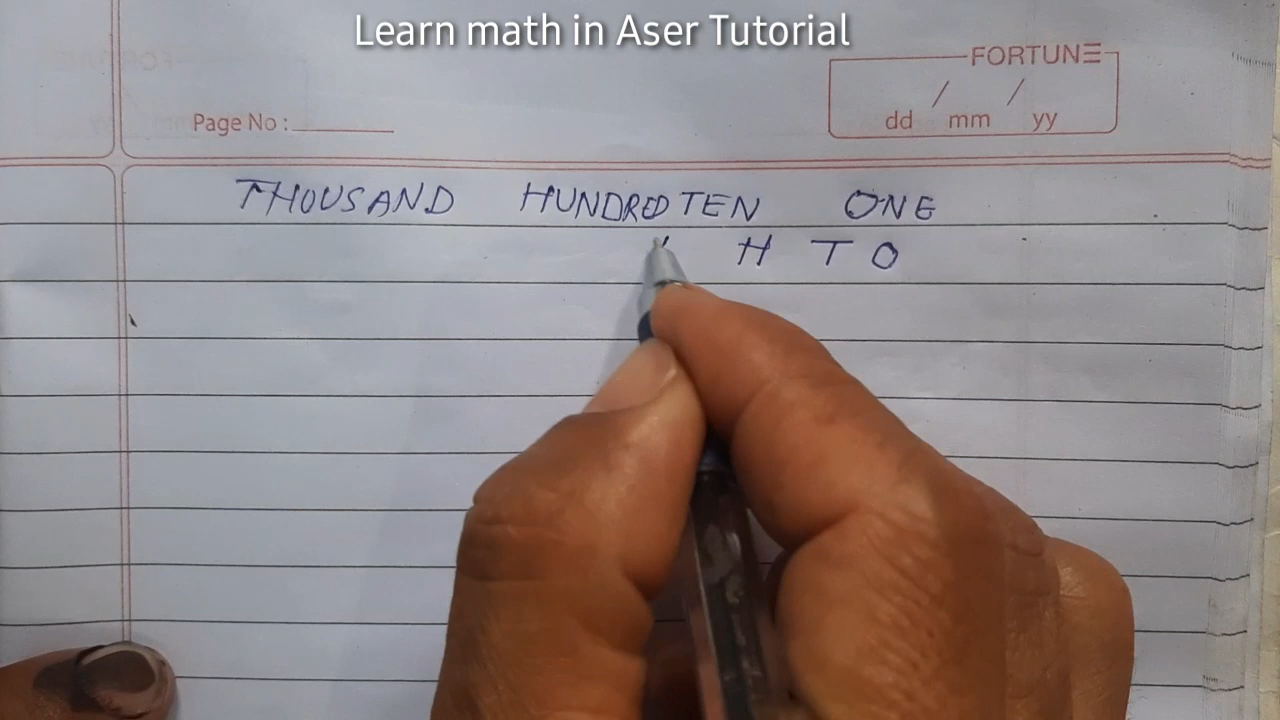 Learn math in Aser Tutorial
FORTUNE
Page No :
dd / mm / yy
THOUSAND HUNDRED TEN ONE
H T O